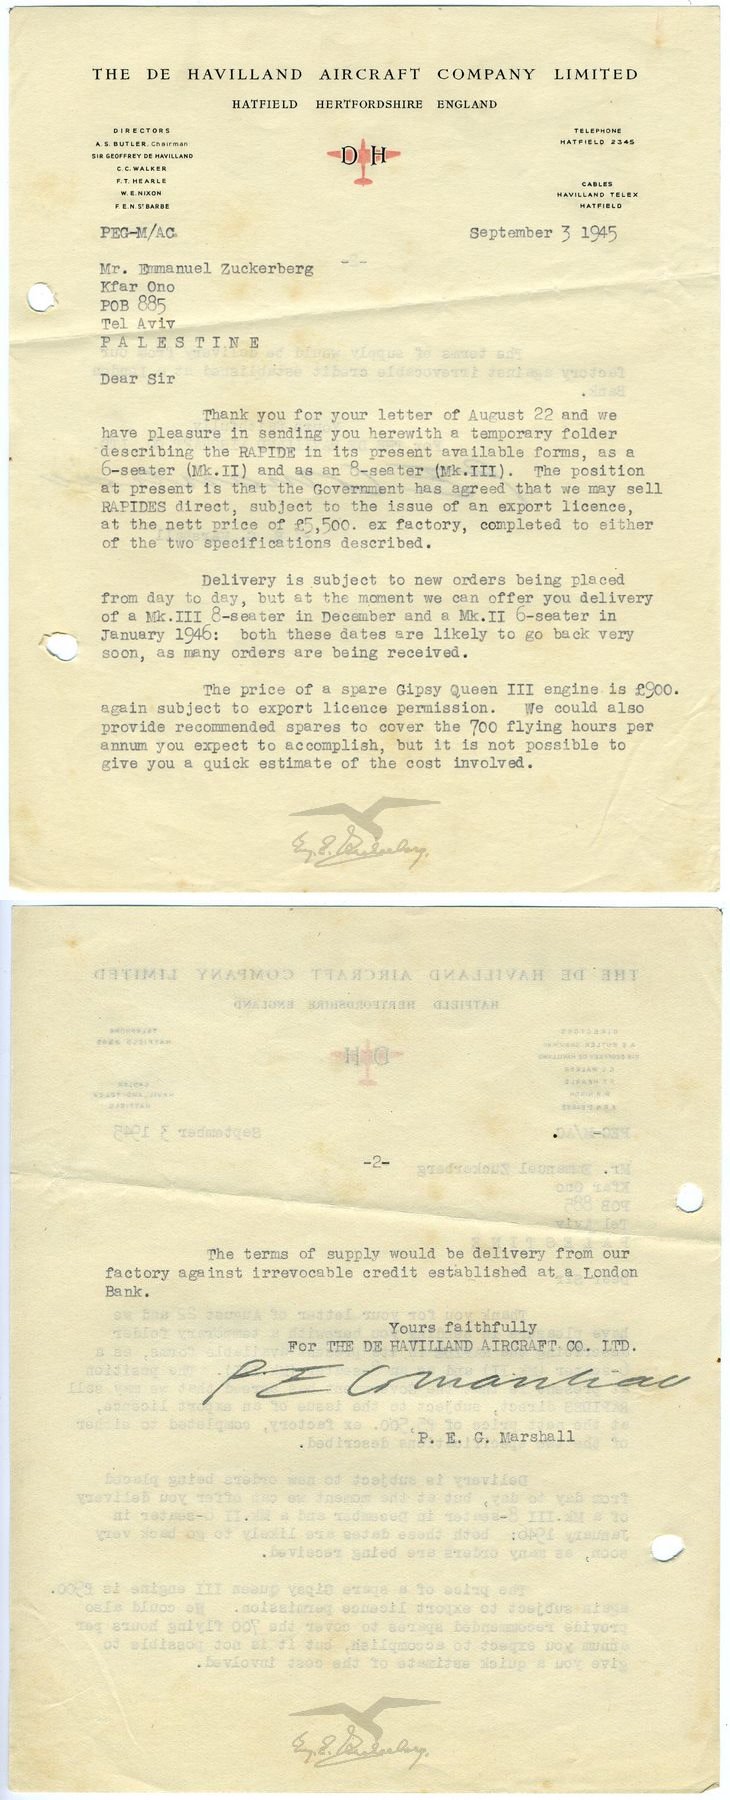 THE DE HAVILLAND AIRCRAFT COMPANY LIMITED
HATFIELD HERTFORDSHIRE ENGLAND
DIRECTORS
A. S. BUTLER, Chairman
SIR GEOFFREY DE HAVILLAND
C. C. WALKER
F. T. HEARLE
W. E. NIXON
F. E. N. ST BARBE
D H
TELEPHONE
HATFIELD 2345
CABLES
HAVILLAND TELEX
HATFIELD
PEG-M/AC.
September 3 1945
Mr. Emmanuel Zuckerberg
Kfar Ono
POB 885
Tel Aviv
PALESTINE
Dear Sir
Thank you for your letter of August 22 and we
have pleasure in sending you herewith a temporary folder
describing the RAPIDE in its present available forms, as a
6-seater (Mk.II) and as an 8-seater (Mk.III). The position
at present is that the Government has agreed that we may sell
RAPIDES direct, subject to the issue of an export licence,
at the nett price of £5,500. ex factory, completed to either
of the two specifications described.
Delivery is subject to new orders being placed
from day to day, but at the moment we can offer you delivery
of a Mk.III 8-seater in December and a Mk.II 6-seater in
January 1946: both these dates are likely to go back very
soon, as many orders are being received.
The price of a spare Gipsy Queen III engine is £900.
again subject to export licence permission. We could also
provide recommended spares to cover the 700 flying hours per
annum you expect to accomplish, but it is not possible to
give you a quick estimate of the cost involved.
-2-
The terms of supply would be delivery from our
factory against irrevocable credit established at a London
Bank.
Yours faithfully
For THE DE HAVILLAND AIRCRAFT CO. LTD.
P E G Marshall
P. E. G. Marshall